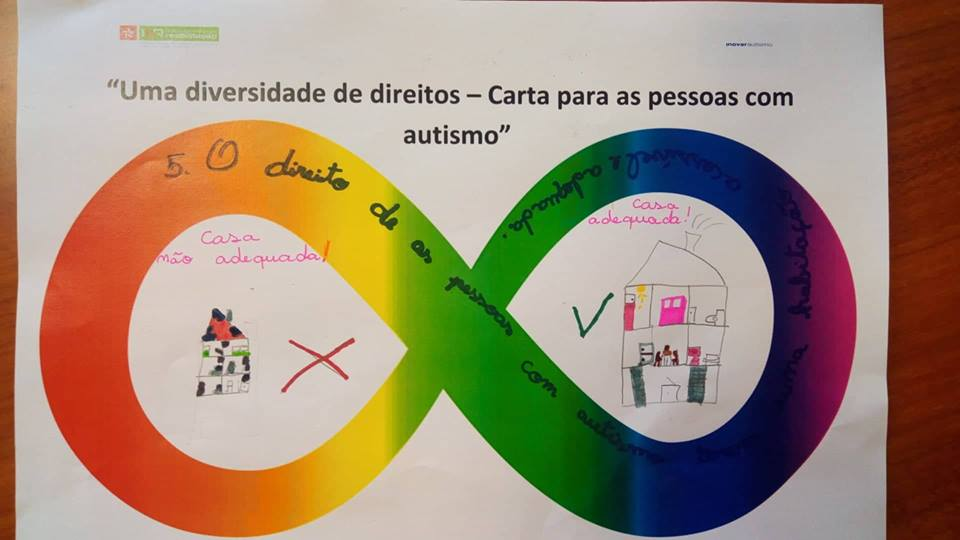 inovar autismo
“Uma diversidade de direitos – Carta para as pessoas com
autismo”
5. O direito de as pessoas com
uma habitação
acessível e adequada.
Casa
não adequada!
Casa
adequada!